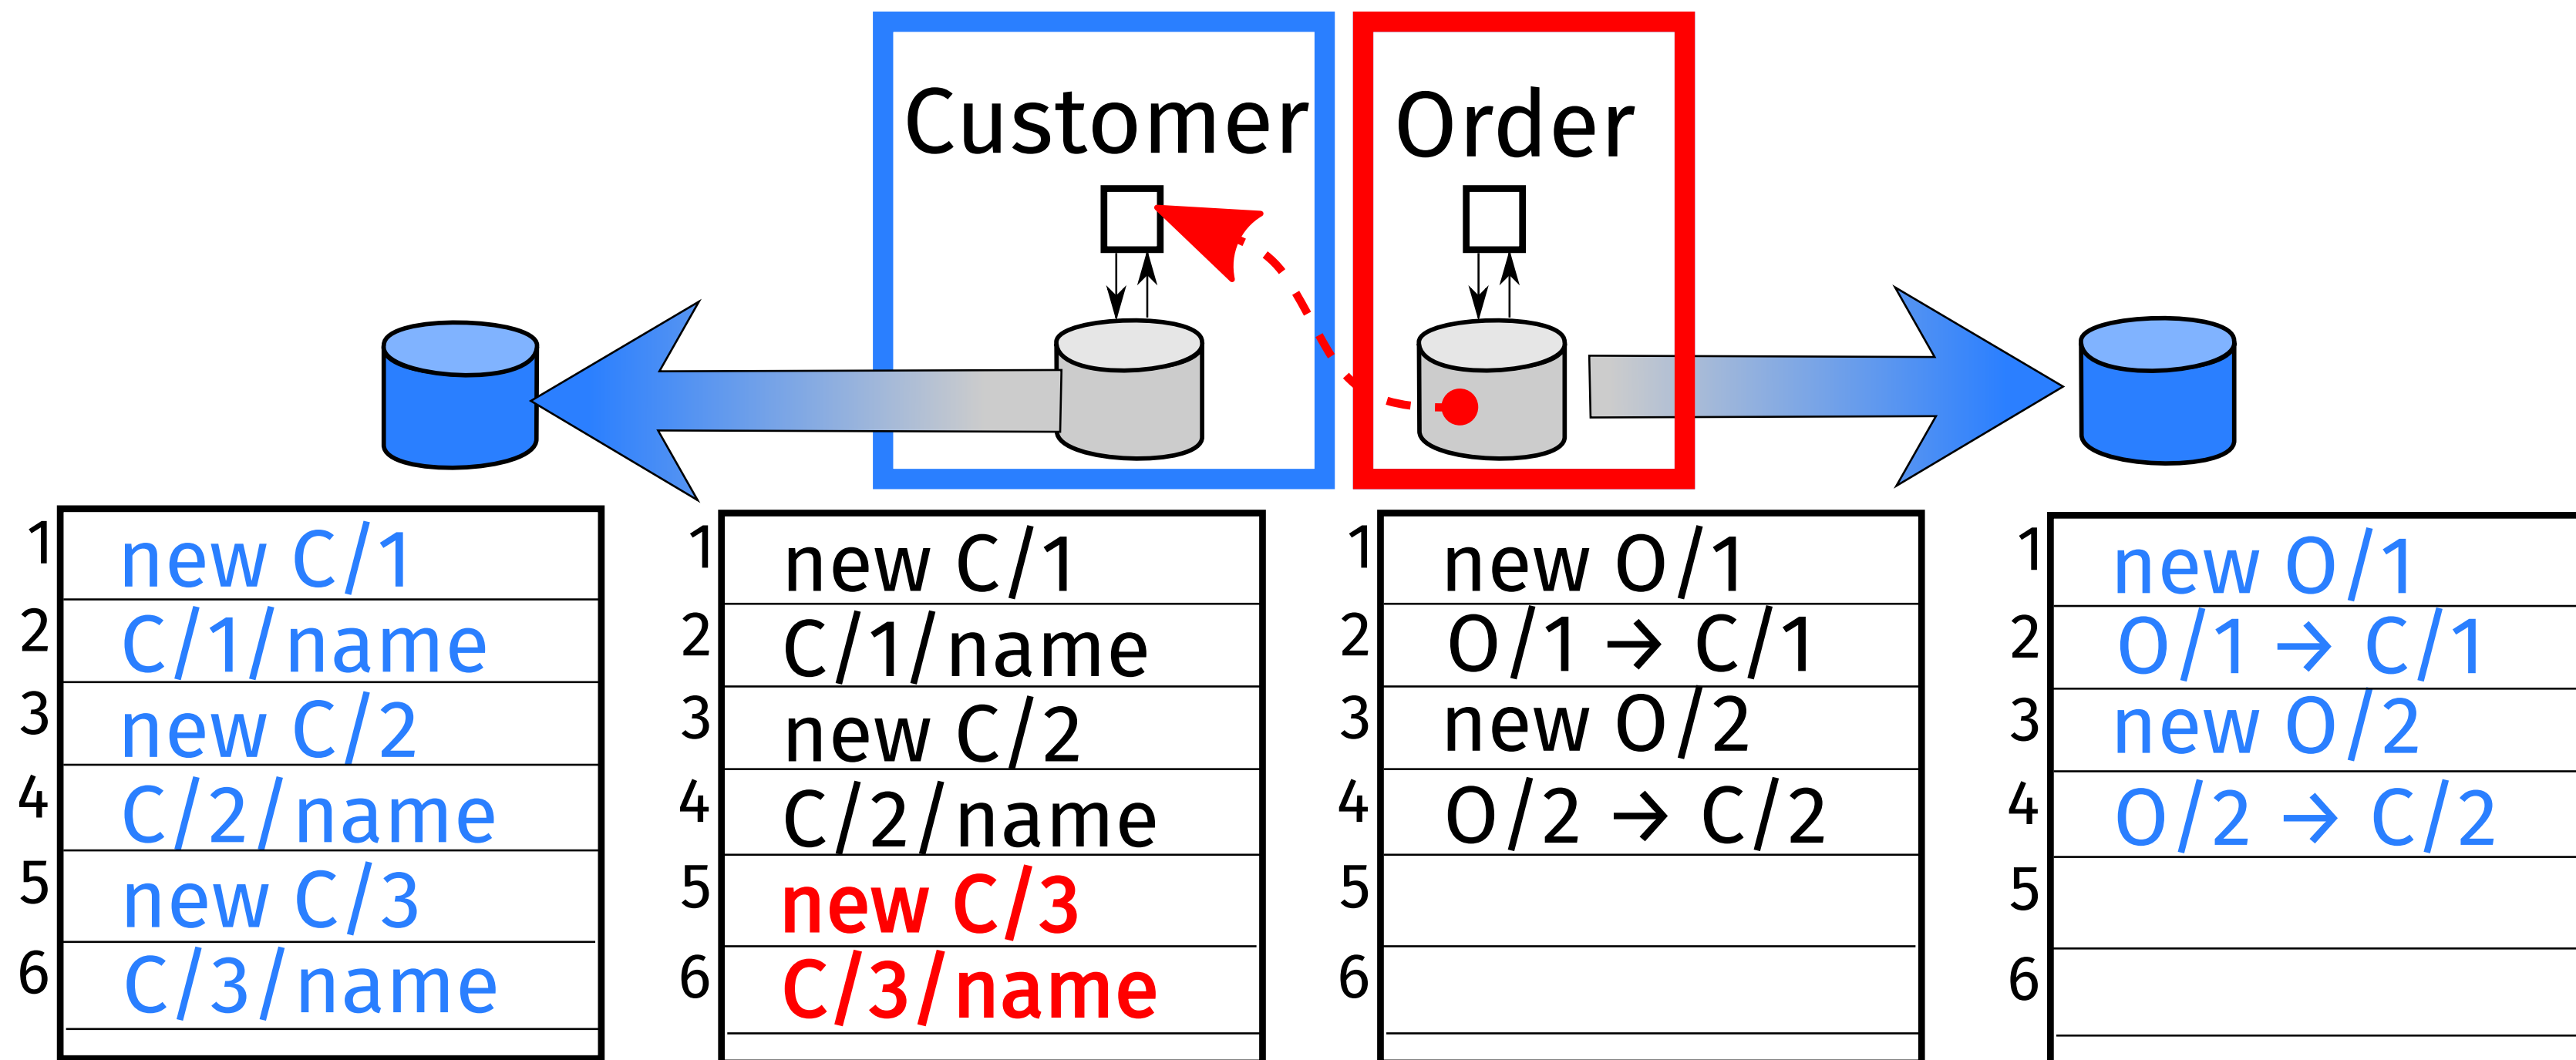 Customer
Order
1 new C/1
2 C/1/name
3 new C/2
4 C/2/name
5 new C/3
6 C/3/name
1 new C/1
2 C/1/name
3 new C/2
4 C/2/name
5 new C/3
6 C/3/name
1 new O/1
2 O/1 → C/1
3 new O/2
4 O/2 → C/2
5
6
1 new O/1
2 O/1 → C/1
3 new O/2
4 O/2 → C/2
5
6